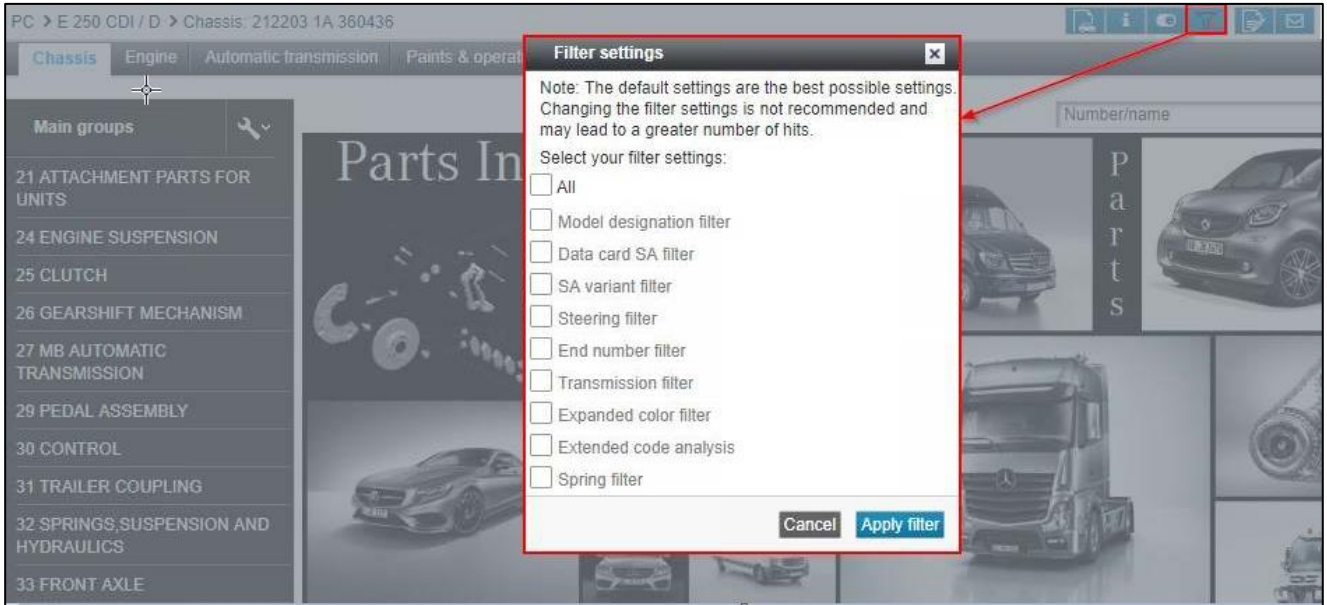 PC > E 250 CDI / D > Chassis: 212203 1A 360436
Chassis Engine Automatic transmission Paints & operat
Main groups
21 ATTACHMENT PARTS FOR
UNITS
24 ENGINE SUSPENSION
25 CLUTCH
26 GEARSHIFT MECHANISM
27 MB AUTOMATIC
TRANSMISSION
29 PEDAL ASSEMBLY
30 CONTROL
31 TRAILER COUPLING
32 SPRINGS,SUSPENSION AND
HYDRAULICS
33 FRONT AXLE
Parts In
Filter settings
Note: The default settings are the best possible settings.
Changing the filter settings is not recommended and
may lead to a greater number of hits.
Select your filter settings:
All
Model designation filter
Data card SA filter
SA variant filter
Steering filter
End number filter
Transmission filter
Expanded color filter
Extended code analysis
Spring filter
Cancel Apply filter
Number/name
Parts